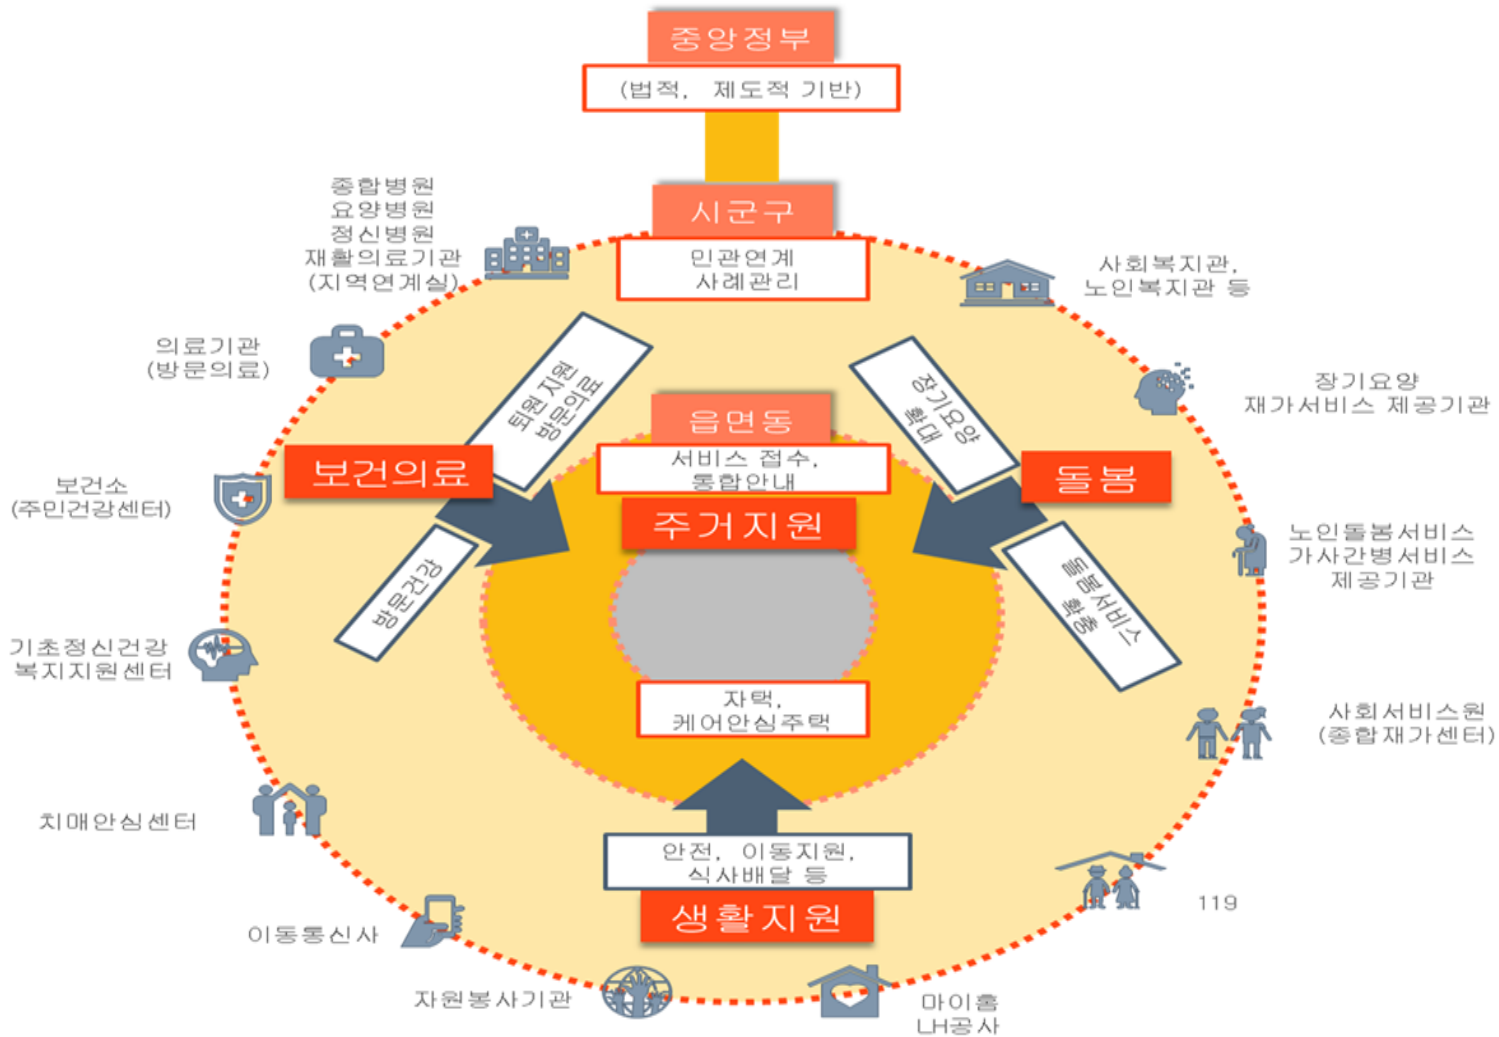 중앙정부
(법적, 제도적 기반)
시군구
민관연계
사례관리
종합병원
요양병원
정신병원
재활의료기관
(지역연계실)
사회복지관,
노인복지관 등
의료기관
(방문의료)
장기요양
재가서비스 제공기관
퇴원 지원
방문의료
장기요양
확대
읍면동
서비스 접수,
통합안내
보건의료
돌봄
주거지원
보건소
(주민건강센터)
노인돌봄서비스
가사간병서비스
제공기관
방문건강
돌봄서비스
확충
기초정신건강
복지지원센터
자택,
케어안심주택
사회서비스원
(종합재가센터)
치매안심센터
안전, 이동지원,
식사배달 등
생활지원
119
이동통신사
자원봉사기관
마이홈
LH공사